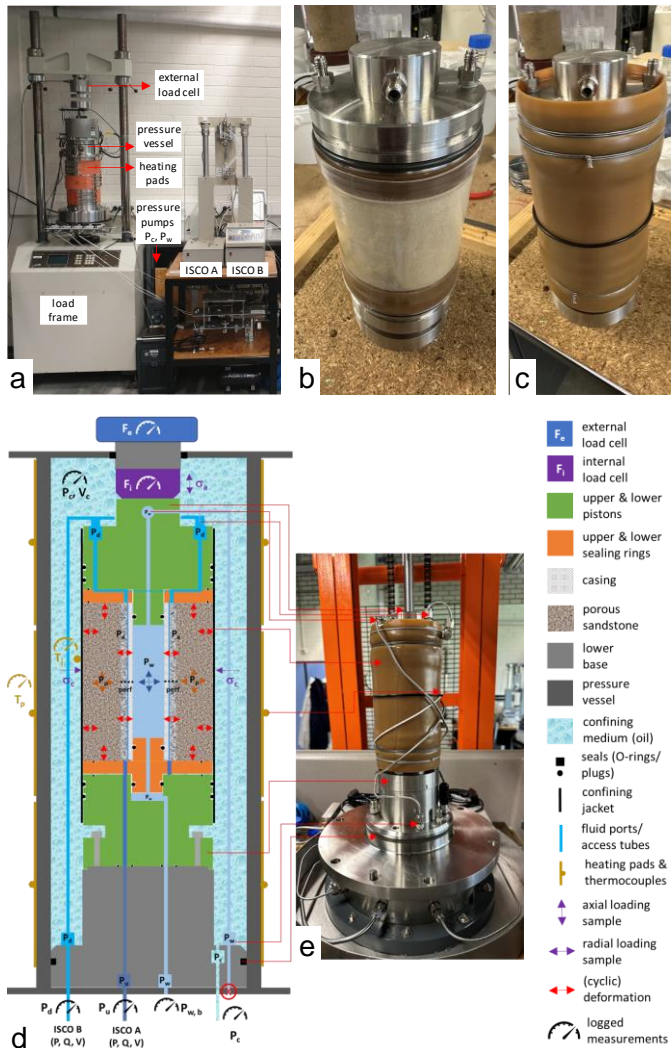 external
load cell
pressure
vessel
heating
pads
pressure
pumps
Pc, Pw
ISCO A
ISCO B
load
frame
a
b
c
Fe
Fi
σa
Pc, Vc
Pd
Pd
Pw
Pw
Pp
Pp
perf
perf
Ti
Tp
σc
σc
Pw
Pd
Pu
Pw
Pw
Pd
Pu
Pw, b
Pc
ISCO B
(P, Q, V)
ISCO A
(P, Q, V)
d
e
Fe
external
load cell
Fi
internal
load cell
upper & lower
pistons
upper & lower
sealing rings
casing
porous
sandstone
lower
base
pressure
vessel
confining
medium (oil)
seals (O-rings/
plugs)
confining
jacket
fluid ports/
access tubes
heating pads &
thermocouples
axial loading
sample
radial loading
sample
(cyclic)
deformation
logged
measurements